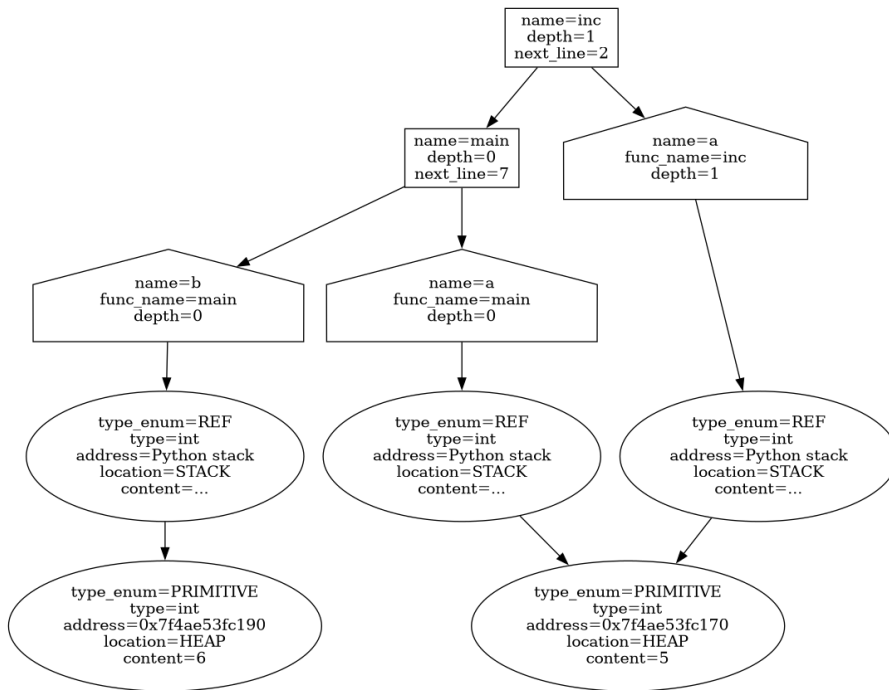 name=inc
depth=1
next_line=2
name=main
depth=0
next_line=7
name=a
func_name=inc
depth=1
name=b
func_name=main
depth=0
name=a
func_name=main
depth=0
type_enum=REF
type=int
address=Python stack
location=STACK
content=...
type_enum=REF
type=int
address=Python stack
location=STACK
content=...
type_enum=REF
type=int
address=Python stack
location=STACK
content=...
type_enum=PRIMITIVE
type=int
address=0x7f4ae53fc190
location=HEAP
content=6
type_enum=PRIMITIVE
type=int
address=0x7f4ae53fc170
location=HEAP
content=5